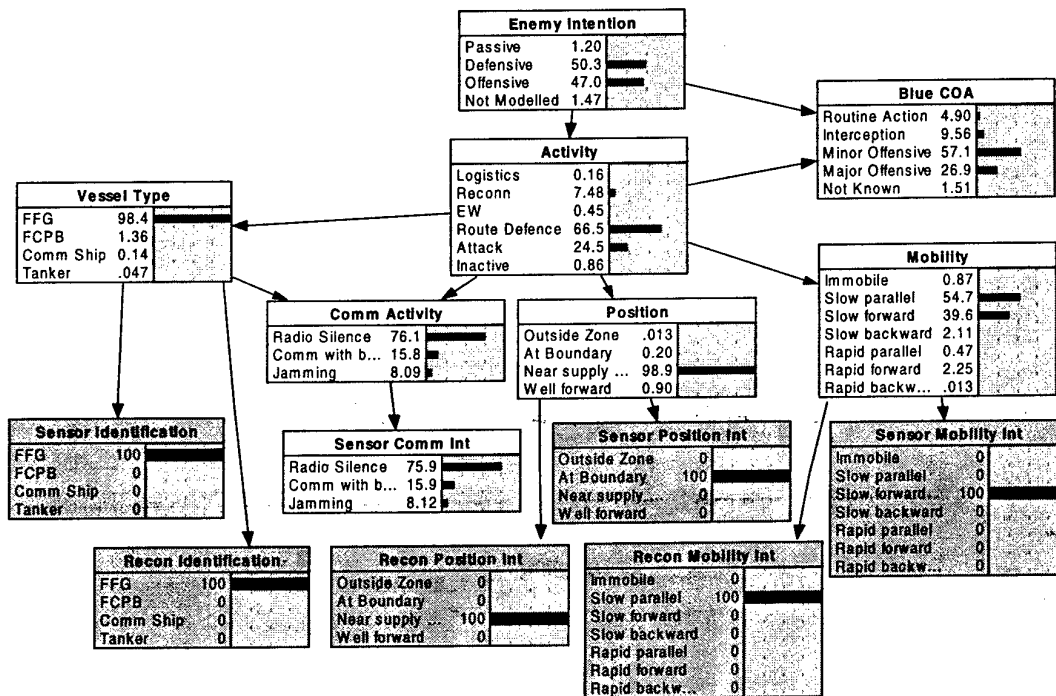 Enemy Intention
Passive 1.20
Defensive 50.3
Offensive 47.0
Not Modelled 1.47
Blue COA
Routine Action 4.90
Interception 9.56
Minor Offensive 57.1
Major Offensive 26.9
Not Known 1.51
Activity
Logistics 0.16
Reconn 7.48
EW 0.45
Route Defence 66.5
Attack 24.5
Inactive 0.86
Vessel Type
FFG 98.4
FCPB 1.36
Comm Ship 0.14
Tanker .047
Mobility
Immobile 0.87
Slow parallel 54.7
Slow forward 39.6
Slow backward 2.11
Rapid parallel 0.47
Rapid forward 2.25
Rapid backw... .013
Comm Activity
Radio Silence 76.1
Comm with b... 15.8
Jamming 8.09
Position
Outside Zone .013
At Boundary 0.20
Near supply ... 98.9
Well forward 0.90
Sensor Identification
FFG 100
FCPB 0
Comm Ship 0
Tanker 0
Sensor Comm Int
Radio Silence 75.9
Comm with b... 15.9
Jamming 8.12
Sensor Position Int
Outside Zone 0
At Boundary 100
Near supply ... 0
Well forward 0
Sensor Mobility Int
Immobile 0
Slow parallel 0
Slow forward... 100
Slow backward 0
Rapid parallel 0
Rapid forward 0
Rapid backw... 0
Recon Identification
FFG 100
FCPB 0
Comm Ship 0
Tanker 0
Recon Position Int
Outside Zone 0
At Boundary 0
Near supply ... 100
Well forward 0
Recon Mobility Int
Immobile 0
Slow parallel 100
Slow forward 0
Slow backward 0
Rapid parallel 0
Rapid forward 0
Rapid backw... 0